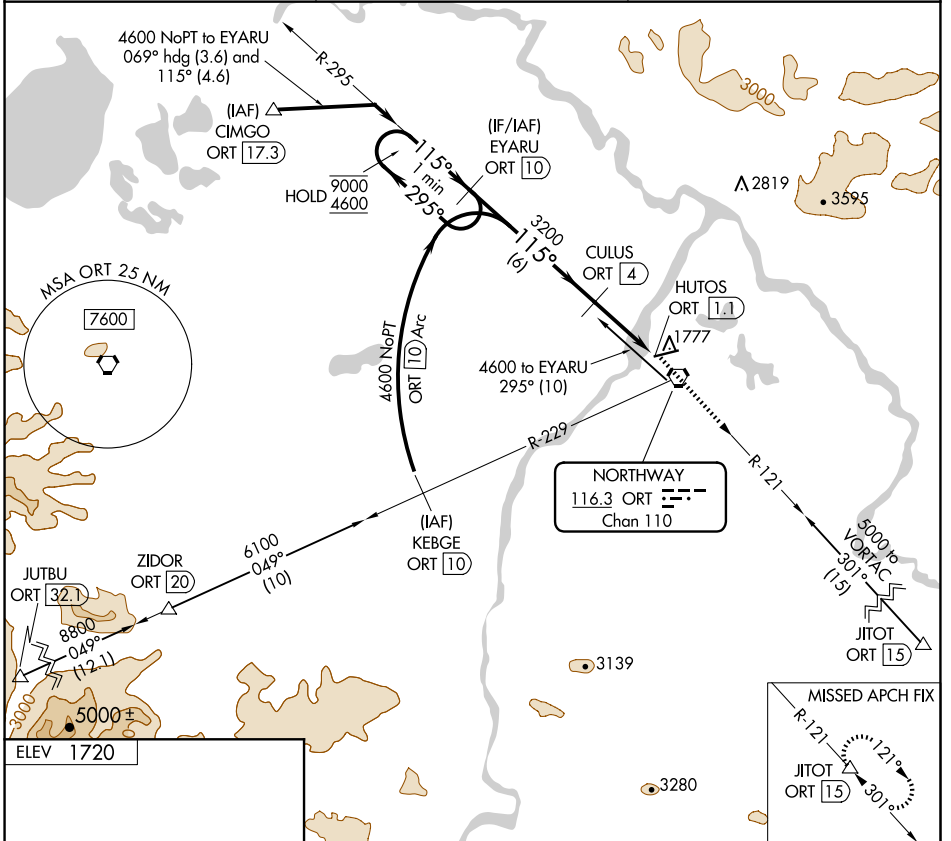 4600 NoPT to EYARU
069° hdg (3.6) and
115° (4.6)
R-295
(IAF)
CIMGO
ORT 17.3
(IF/IAF)
EYARU
ORT 10
3000
2819
3595
HOLD 9000
4600
115°
1 min
295°
3200
115°
(6)
CULUS
ORT 4
HUTOS
ORT 1.1
1777
MSA ORT 25 NM
7600
4600 NoPT
ORT 10 Arc
4600 to EYARU
295° (10)
R-229
NORTHWAY
116.3 ORT
Chan 110
R-121
5000 to
VORTAC
301°
(15)
JITOT
ORT 15
(IAF)
KEBGE
ORT 10
6100
049°
(10)
ZIDOR
ORT 20
JUTBU
ORT 32.1
8800
049°
(12.1)
3000
5000 ±
3139
3280
ELEV 1720
MISSED APCH FIX
R-121
121°
JITOT
ORT 15
301°